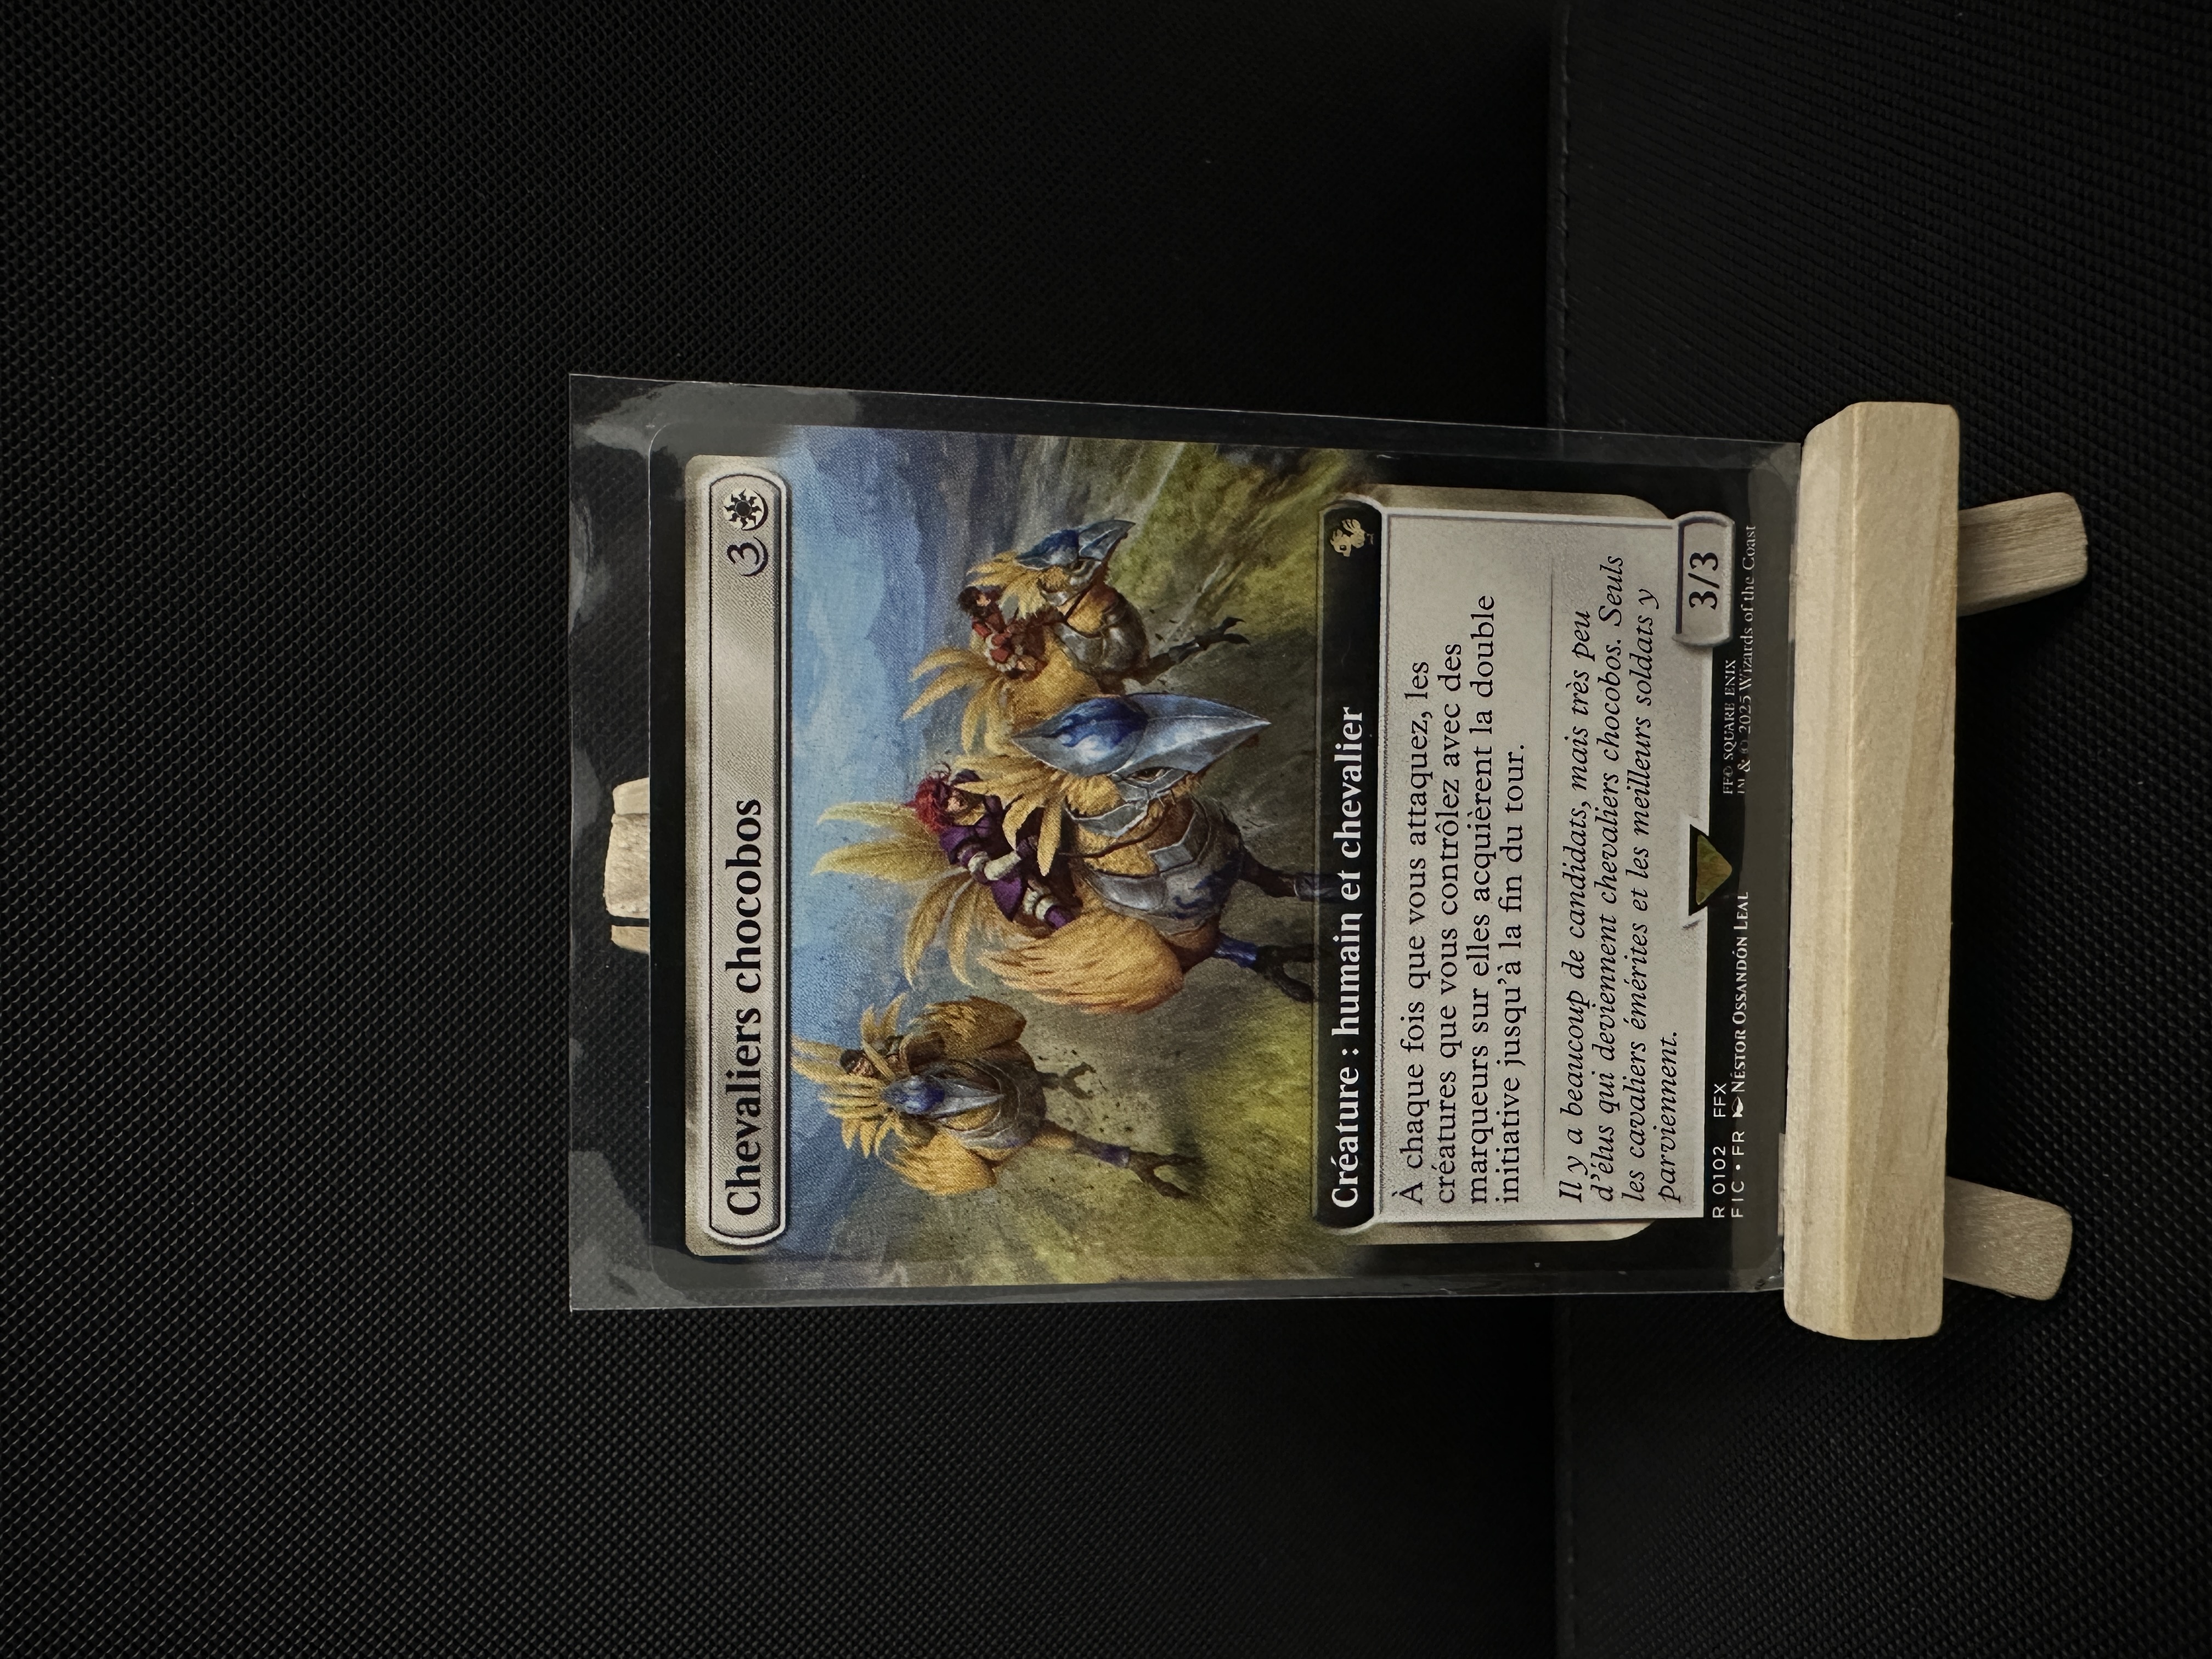 Chevaliers chocobos 3
Créature : humain et chevalier
À chaque fois que vous attaquez, les
créatures que vous contrôlez avec des
marqueurs sur elles acquièrent la double
initiative jusqu'à la fin du tour.
Il y a beaucoup de candidats, mais très peu
d'élus qui deviennent chevaliers chocobos. Seuls
les cavaliers émérites et les meilleurs soldats y
parviennent.
3/3
R 0102 FFX
FIC • FR Néstor Ossandón Leal
FF© SQUARE ENIX
™ & © 2025 Wizards of the Coast